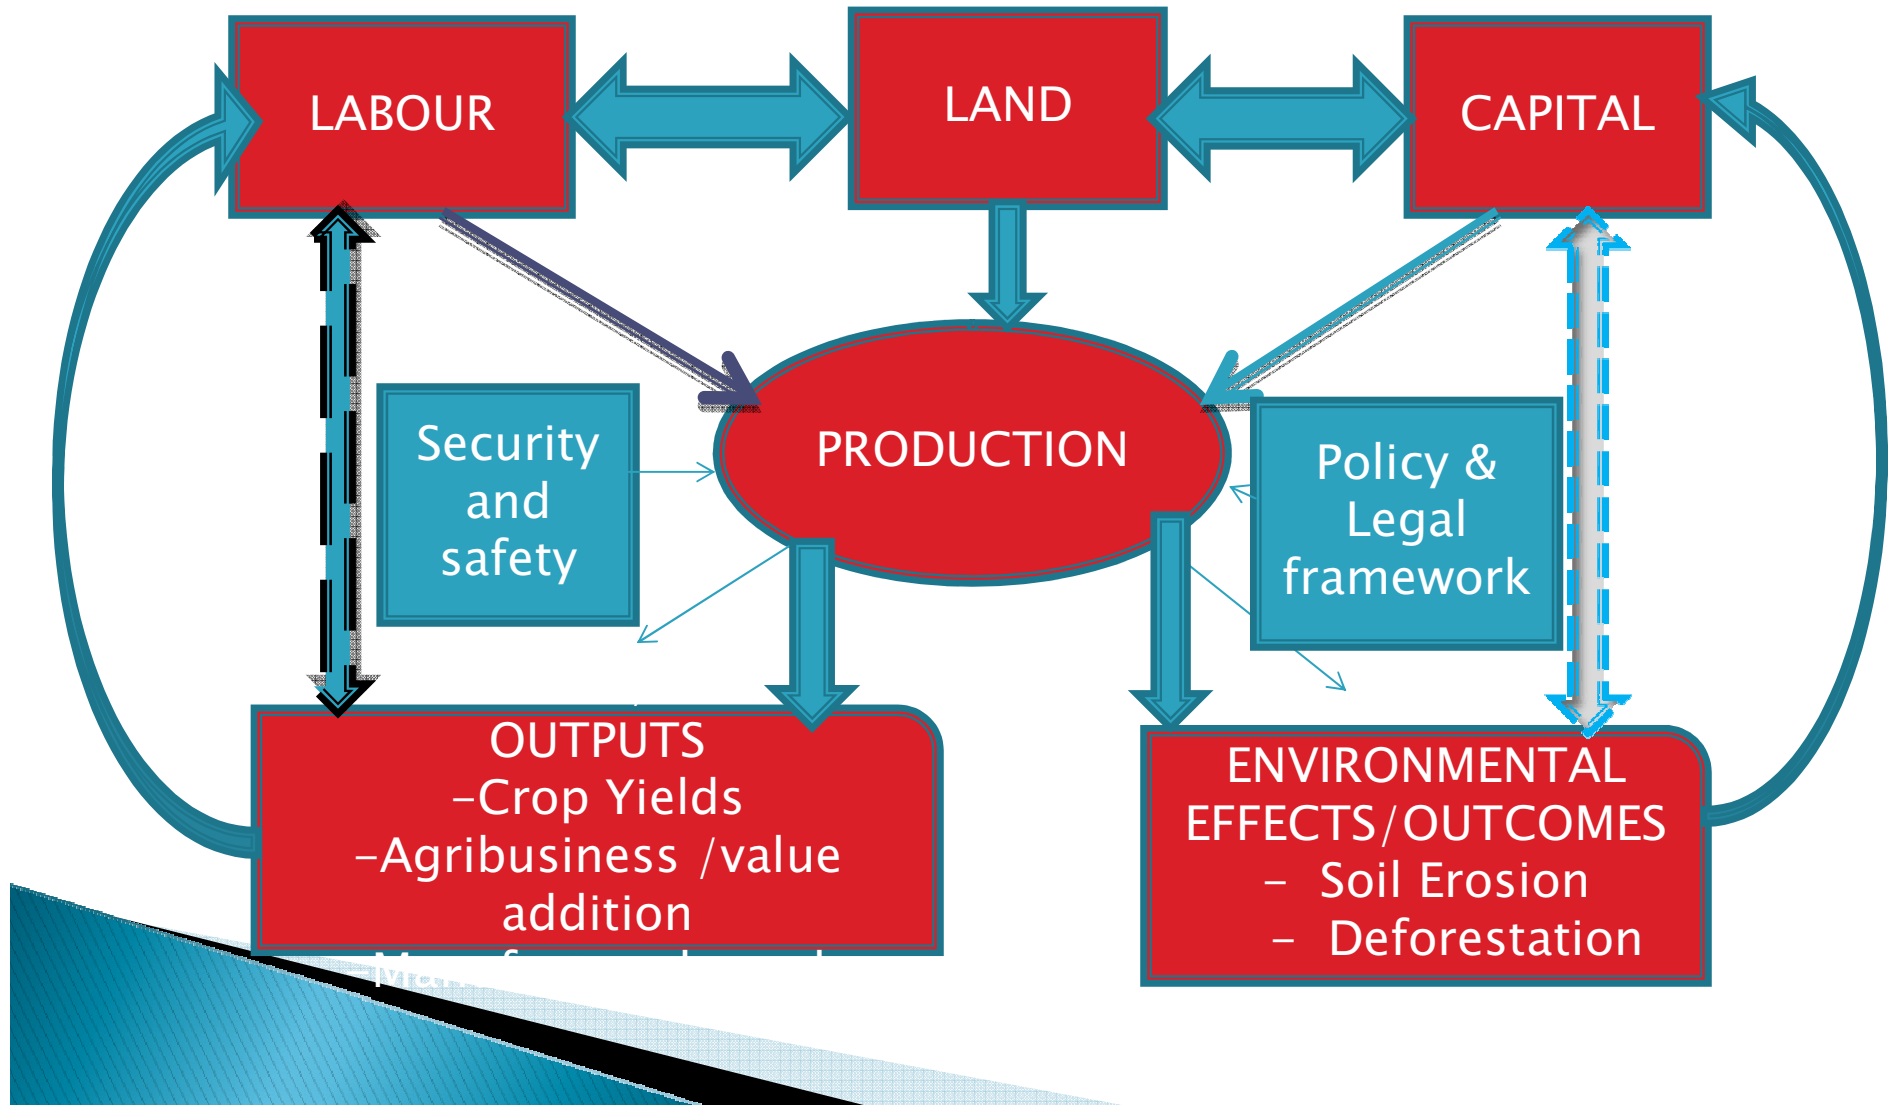 LABOUR
LAND
CAPITAL
PRODUCTION
Security
and
safety
Policy &
Legal
framework
OUTPUTS
-Crop Yields
-Agribusiness /value
addition
ENVIRONMENTAL
EFFECTS/OUTCOMES
- Soil Erosion
- Deforestation